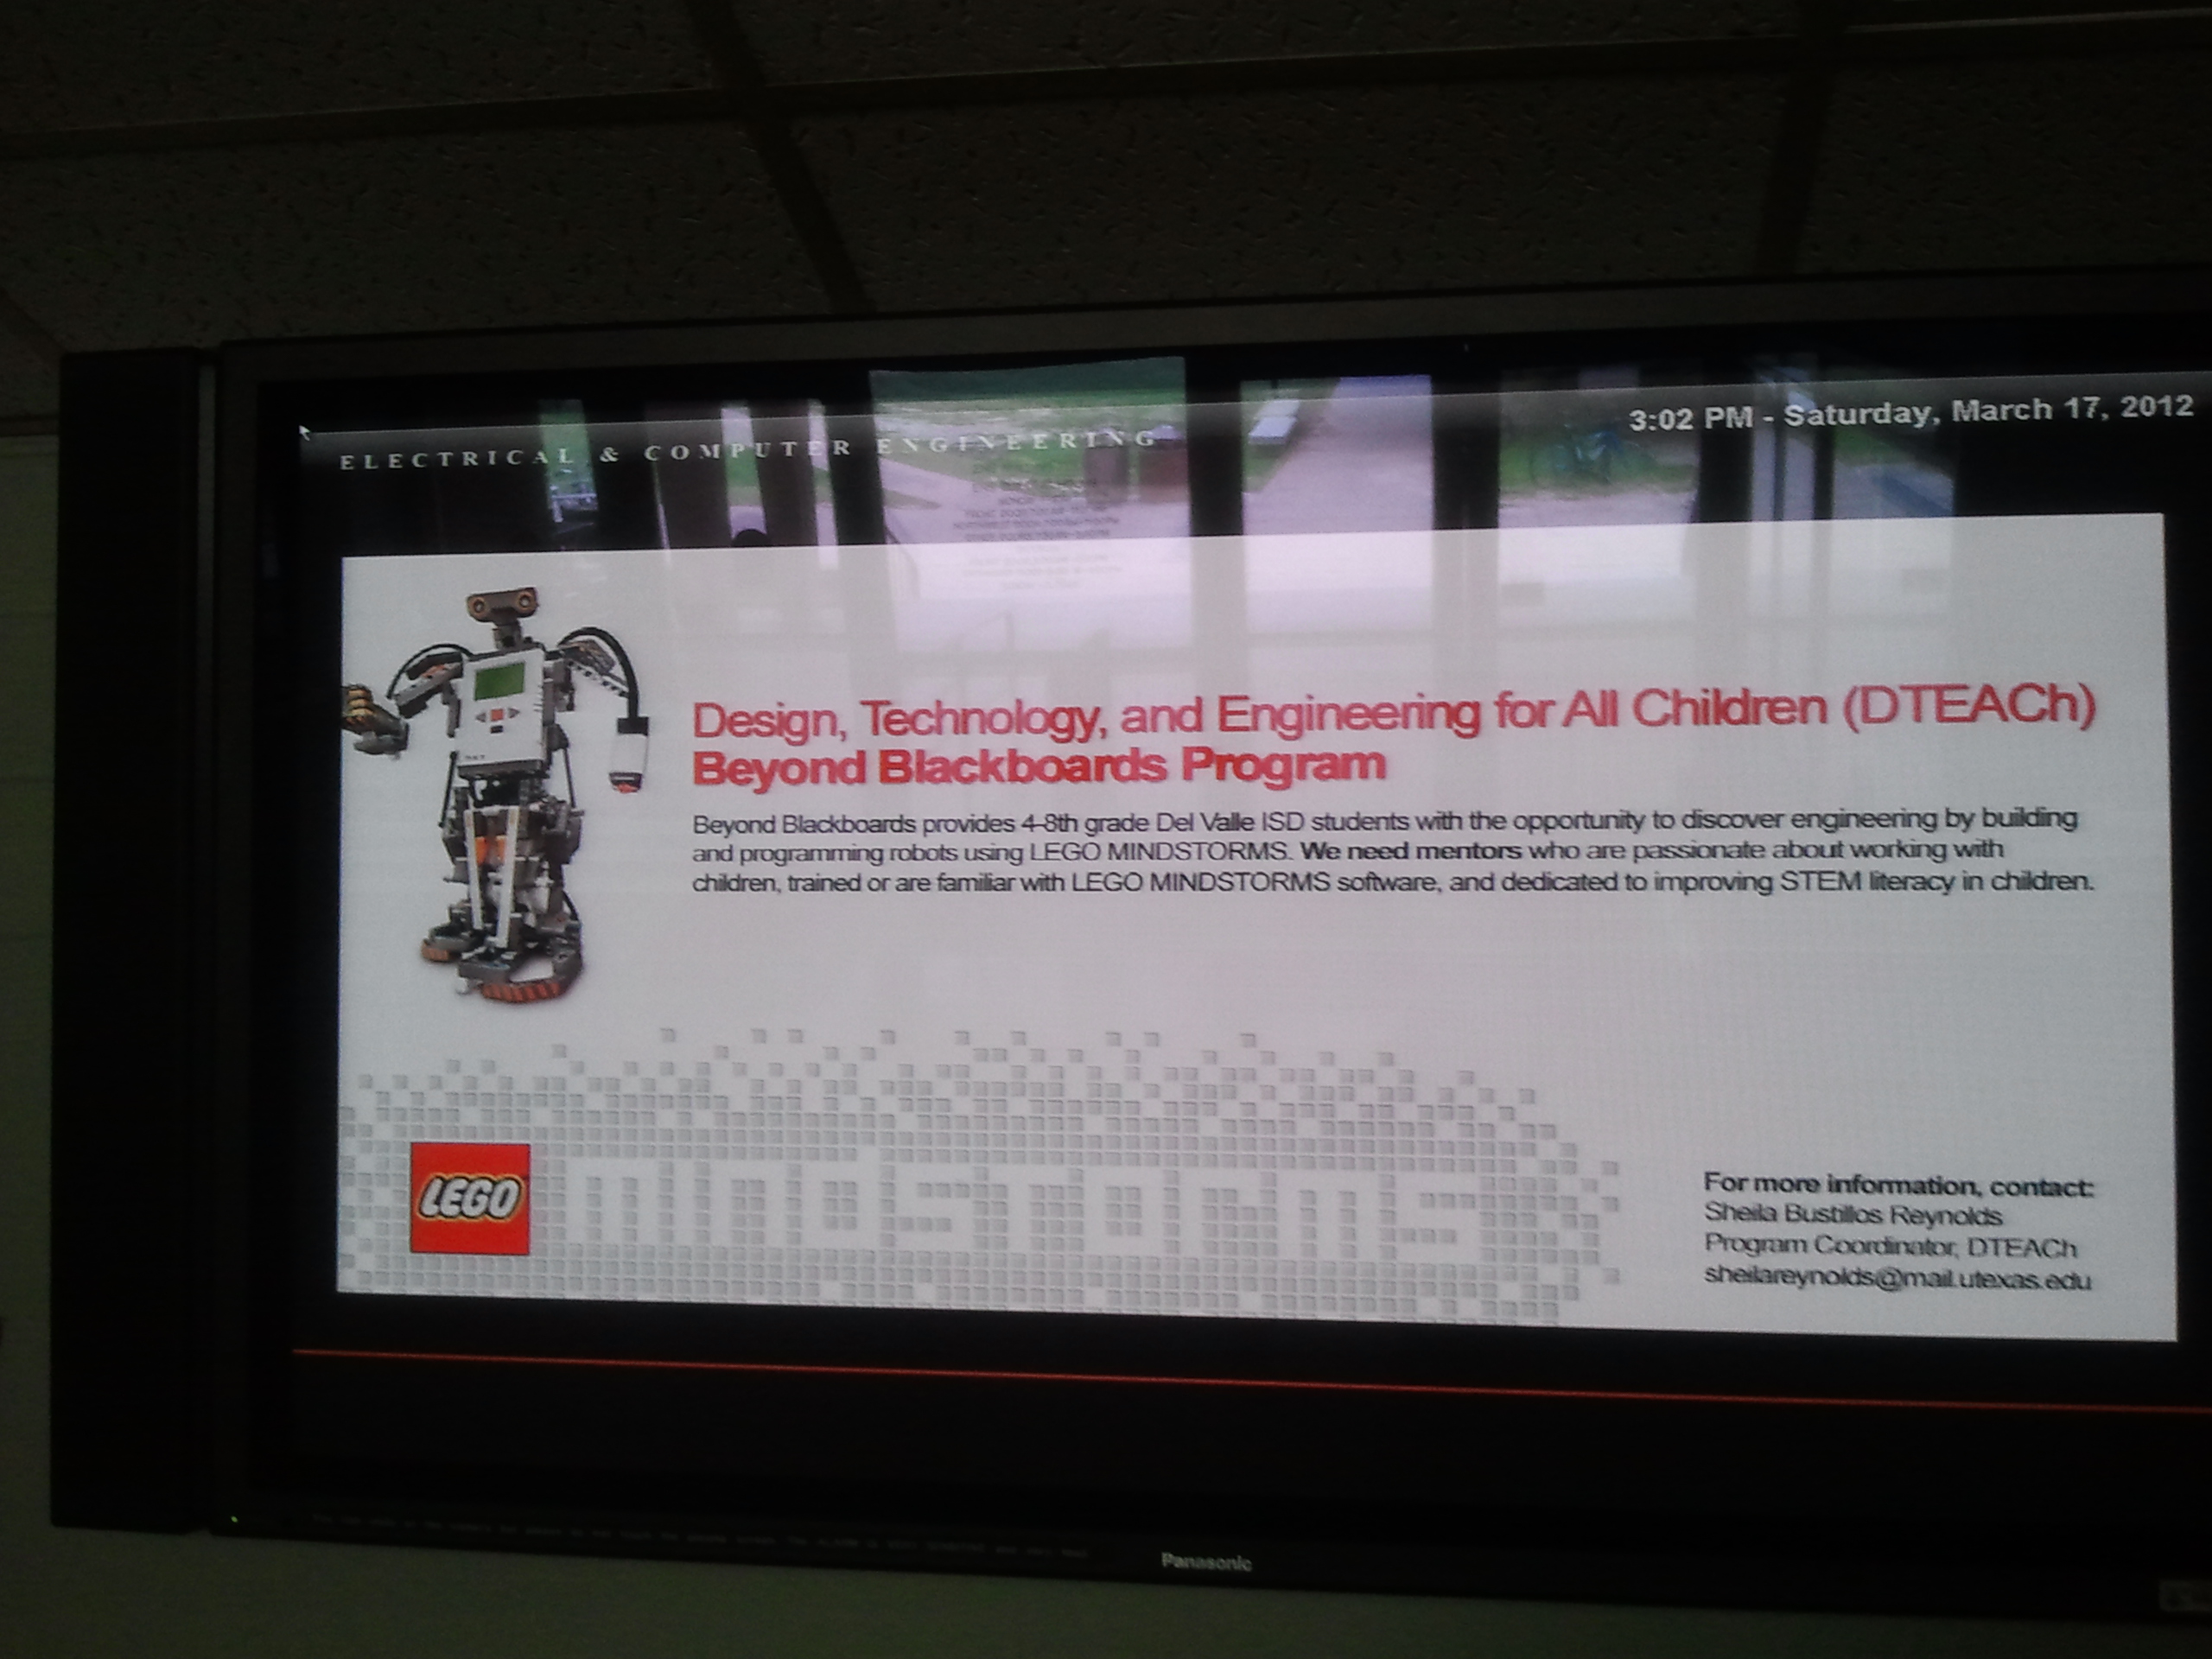 3:02 PM - Saturday, March 17, 2012
ELECTRICAL & COMPUTER ENGINEERING
Design, Technology, and Engineering for All Children (DTEACh)
Beyond Blackboards Program
Beyond Blackboards provides 4-8th grade Del Valle ISD students with the opportunity to discover engineering by building
and programming robots using LEGO MINDSTORMS. We need mentors who are passionate about working with
children, trained or are familiar with LEGO MINDSTORMS software, and dedicated to improving STEM literacy in children.
LEGO mindstorms
For more information, contact:
Sheila Bustillos Reynolds
Program Coordinator, DTEACh
sheilareynolds@mail.utexas.edu
Panasonic